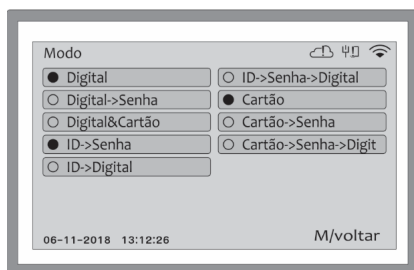 Modo
Digital
Digital->Senha
Digital&Cartão
ID->Senha
ID->Digital
ID->Senha->Digital
Cartão
Cartão->Senha
Cartão->Senha->Digit
06-11-2018 13:12:26
M/voltar